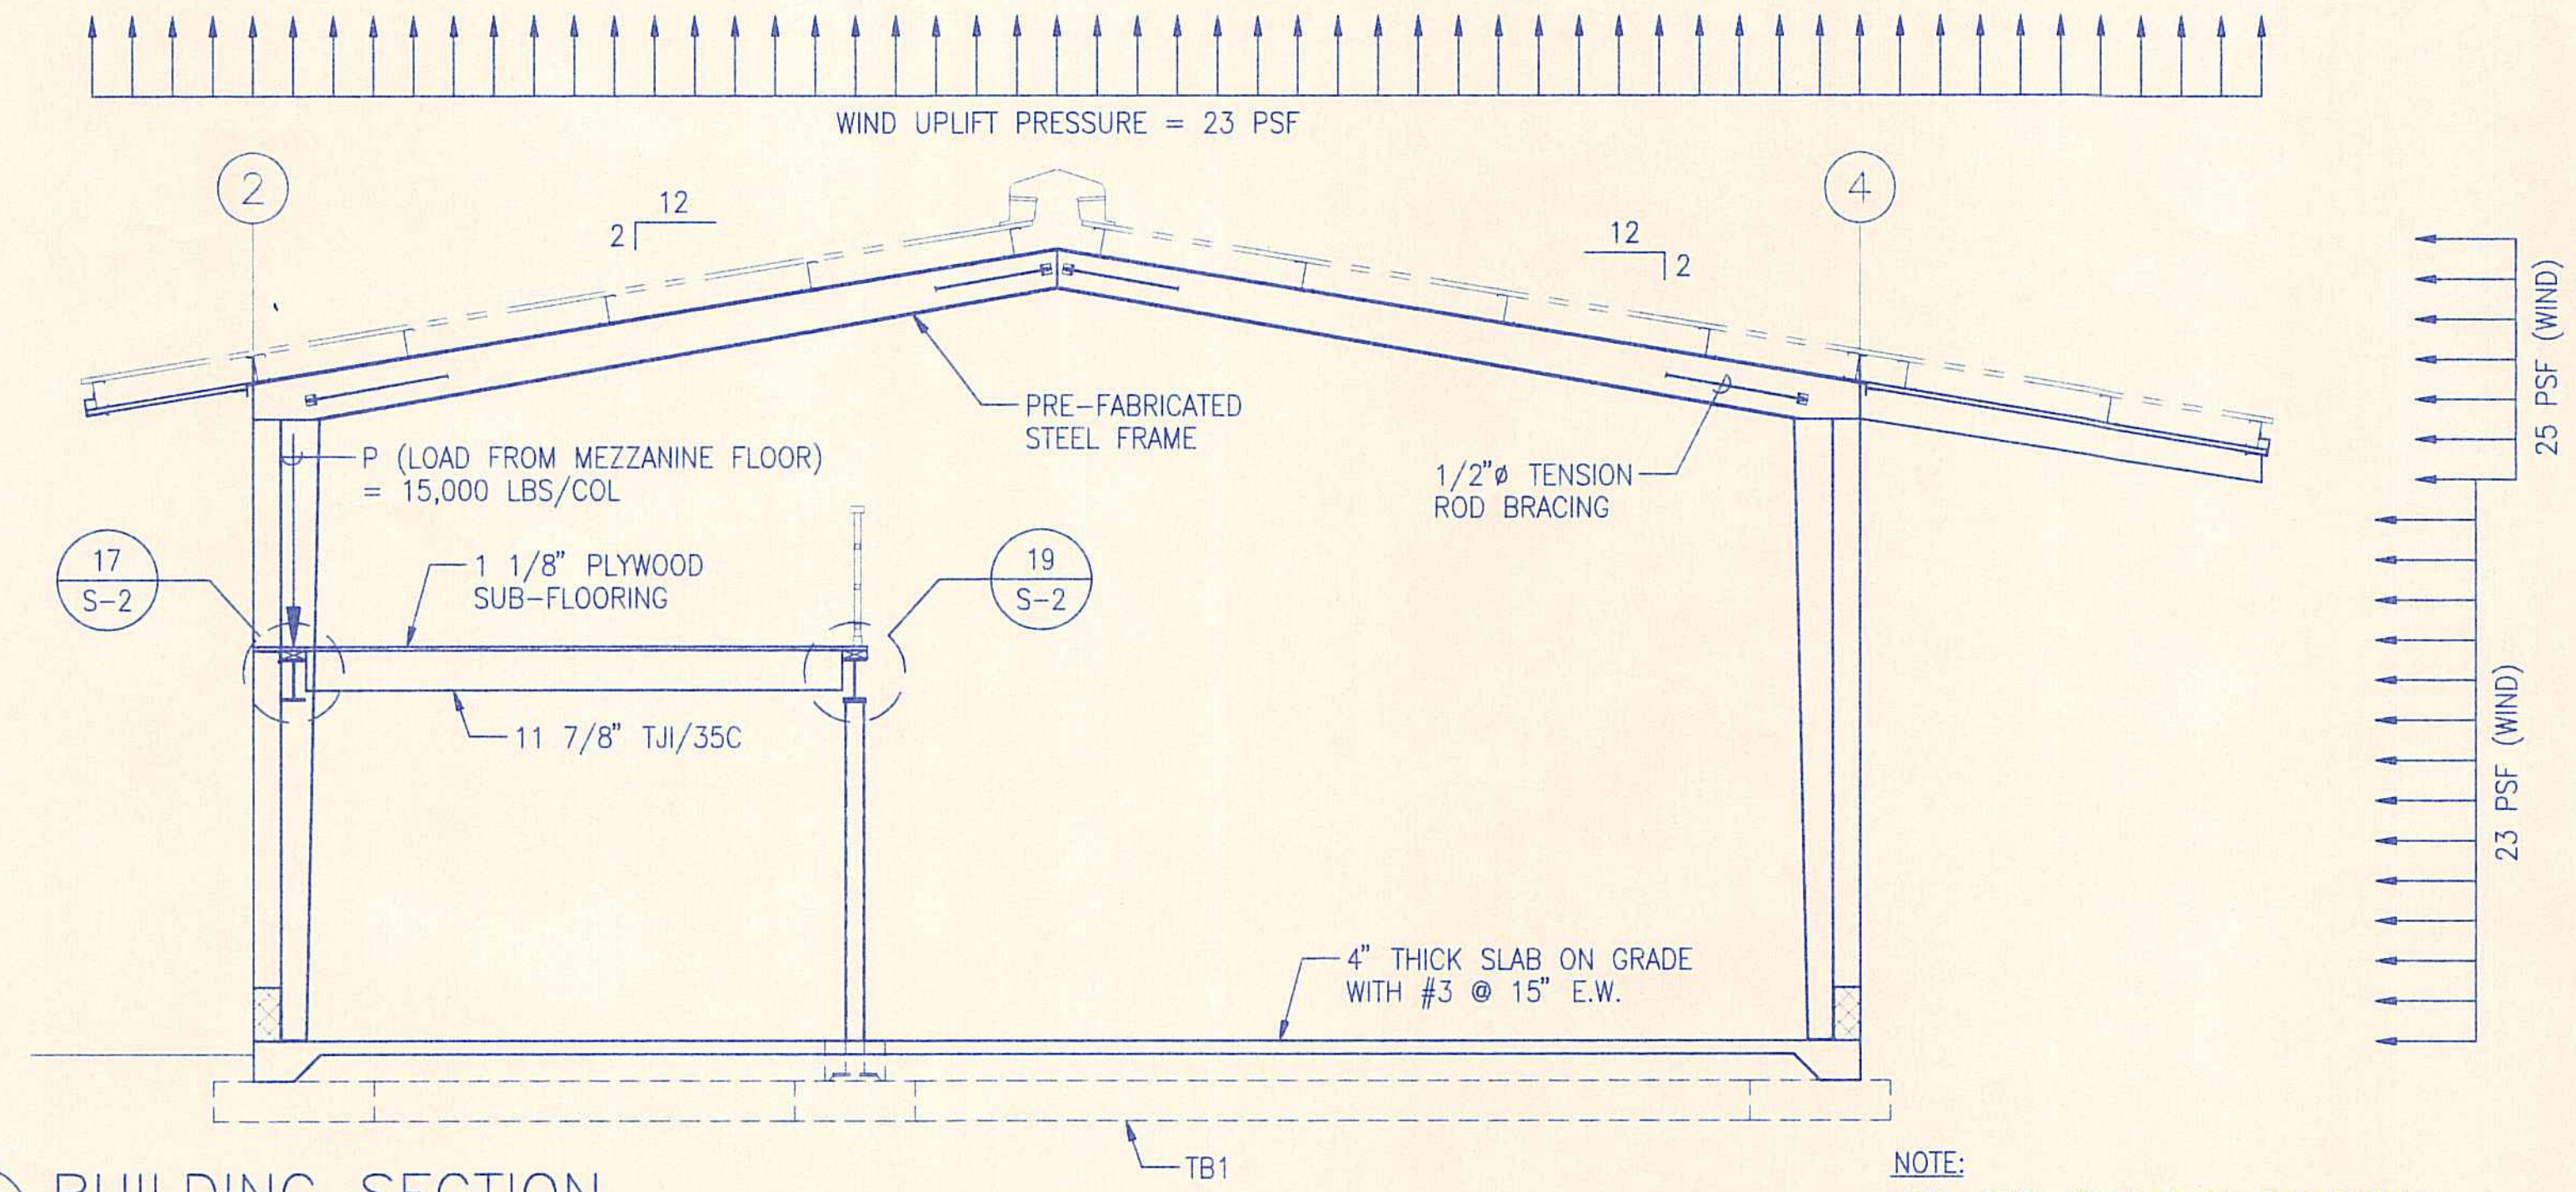 WIND UPLIFT PRESSURE = 23 PSF
2
4
12
2
12
2
25 PSF (WIND)
PRE-FABRICATED
STEEL FRAME
P (LOAD FROM MEZZANINE FLOOR)
= 15,000 LBS/COL
1/2"ø TENSION
ROD BRACING
17
S-2
1 1/8" PLYWOOD
SUB-FLOORING
19
S-2
23 PSF (WIND)
11 7/8" TJI/35C
4" THICK SLAB ON GRADE
WITH #3 @ 15" E.W.
TB1
NOTE:
BUILDING SECTION